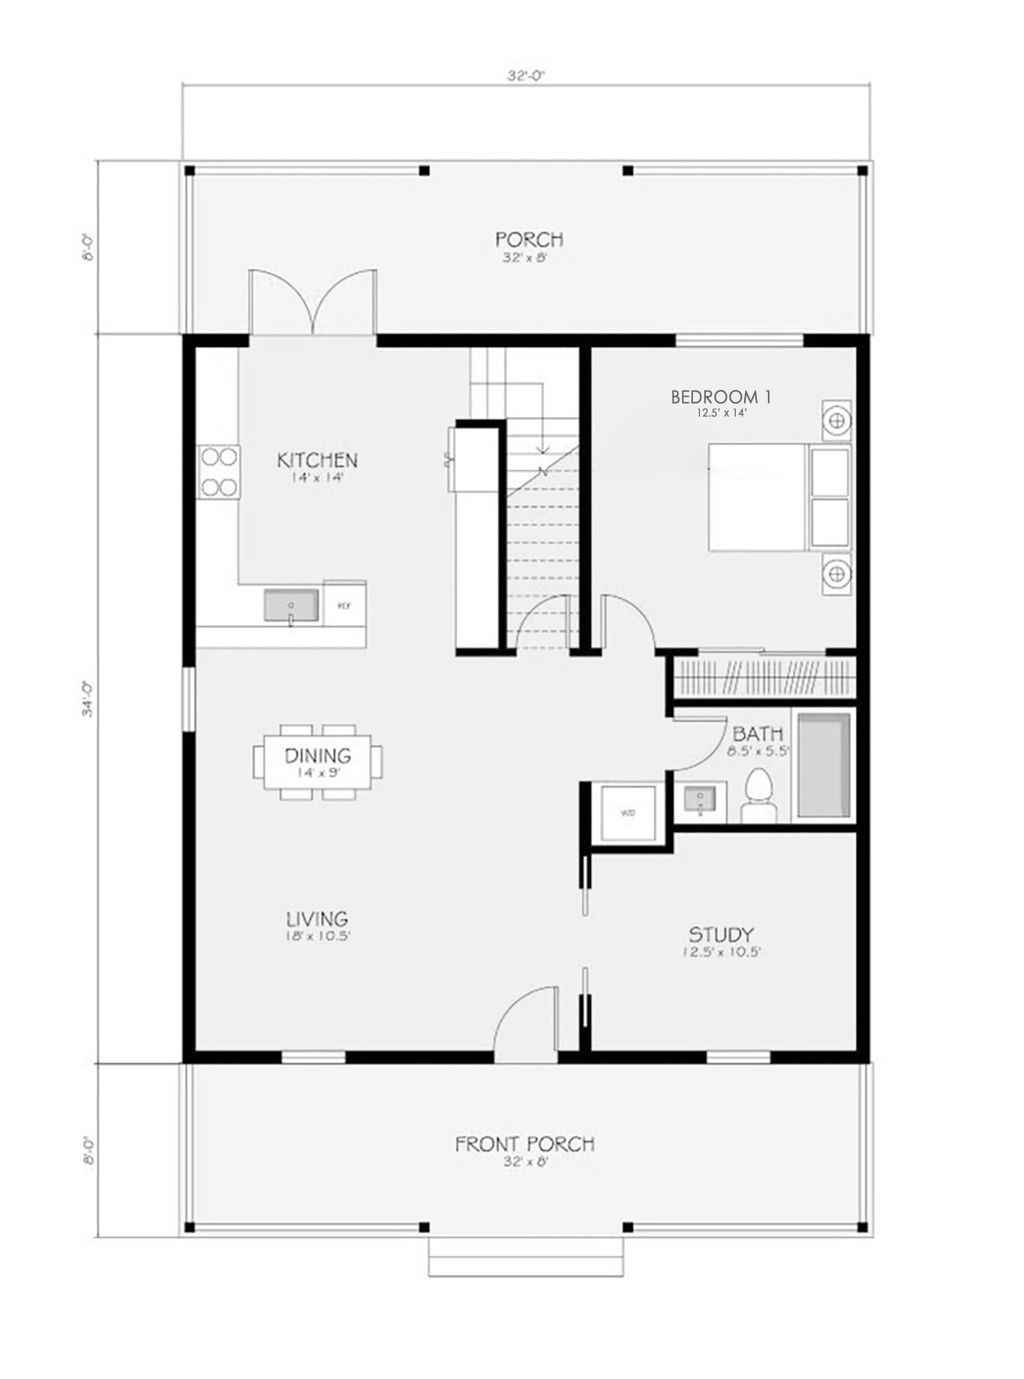 32'-0"
8'-0"
PORCH
32' x 8'
BEDROOM 1
12.5' x 14'
KITCHEN
14' x 14'
REF
34'-0"
BATH
8.5' x 5.5'
DINING
14' x 9'
W/D
LIVING
18' x 10.5'
STUDY
12.5' x 10.5'
8'-0"
FRONT PORCH
32' x 8'